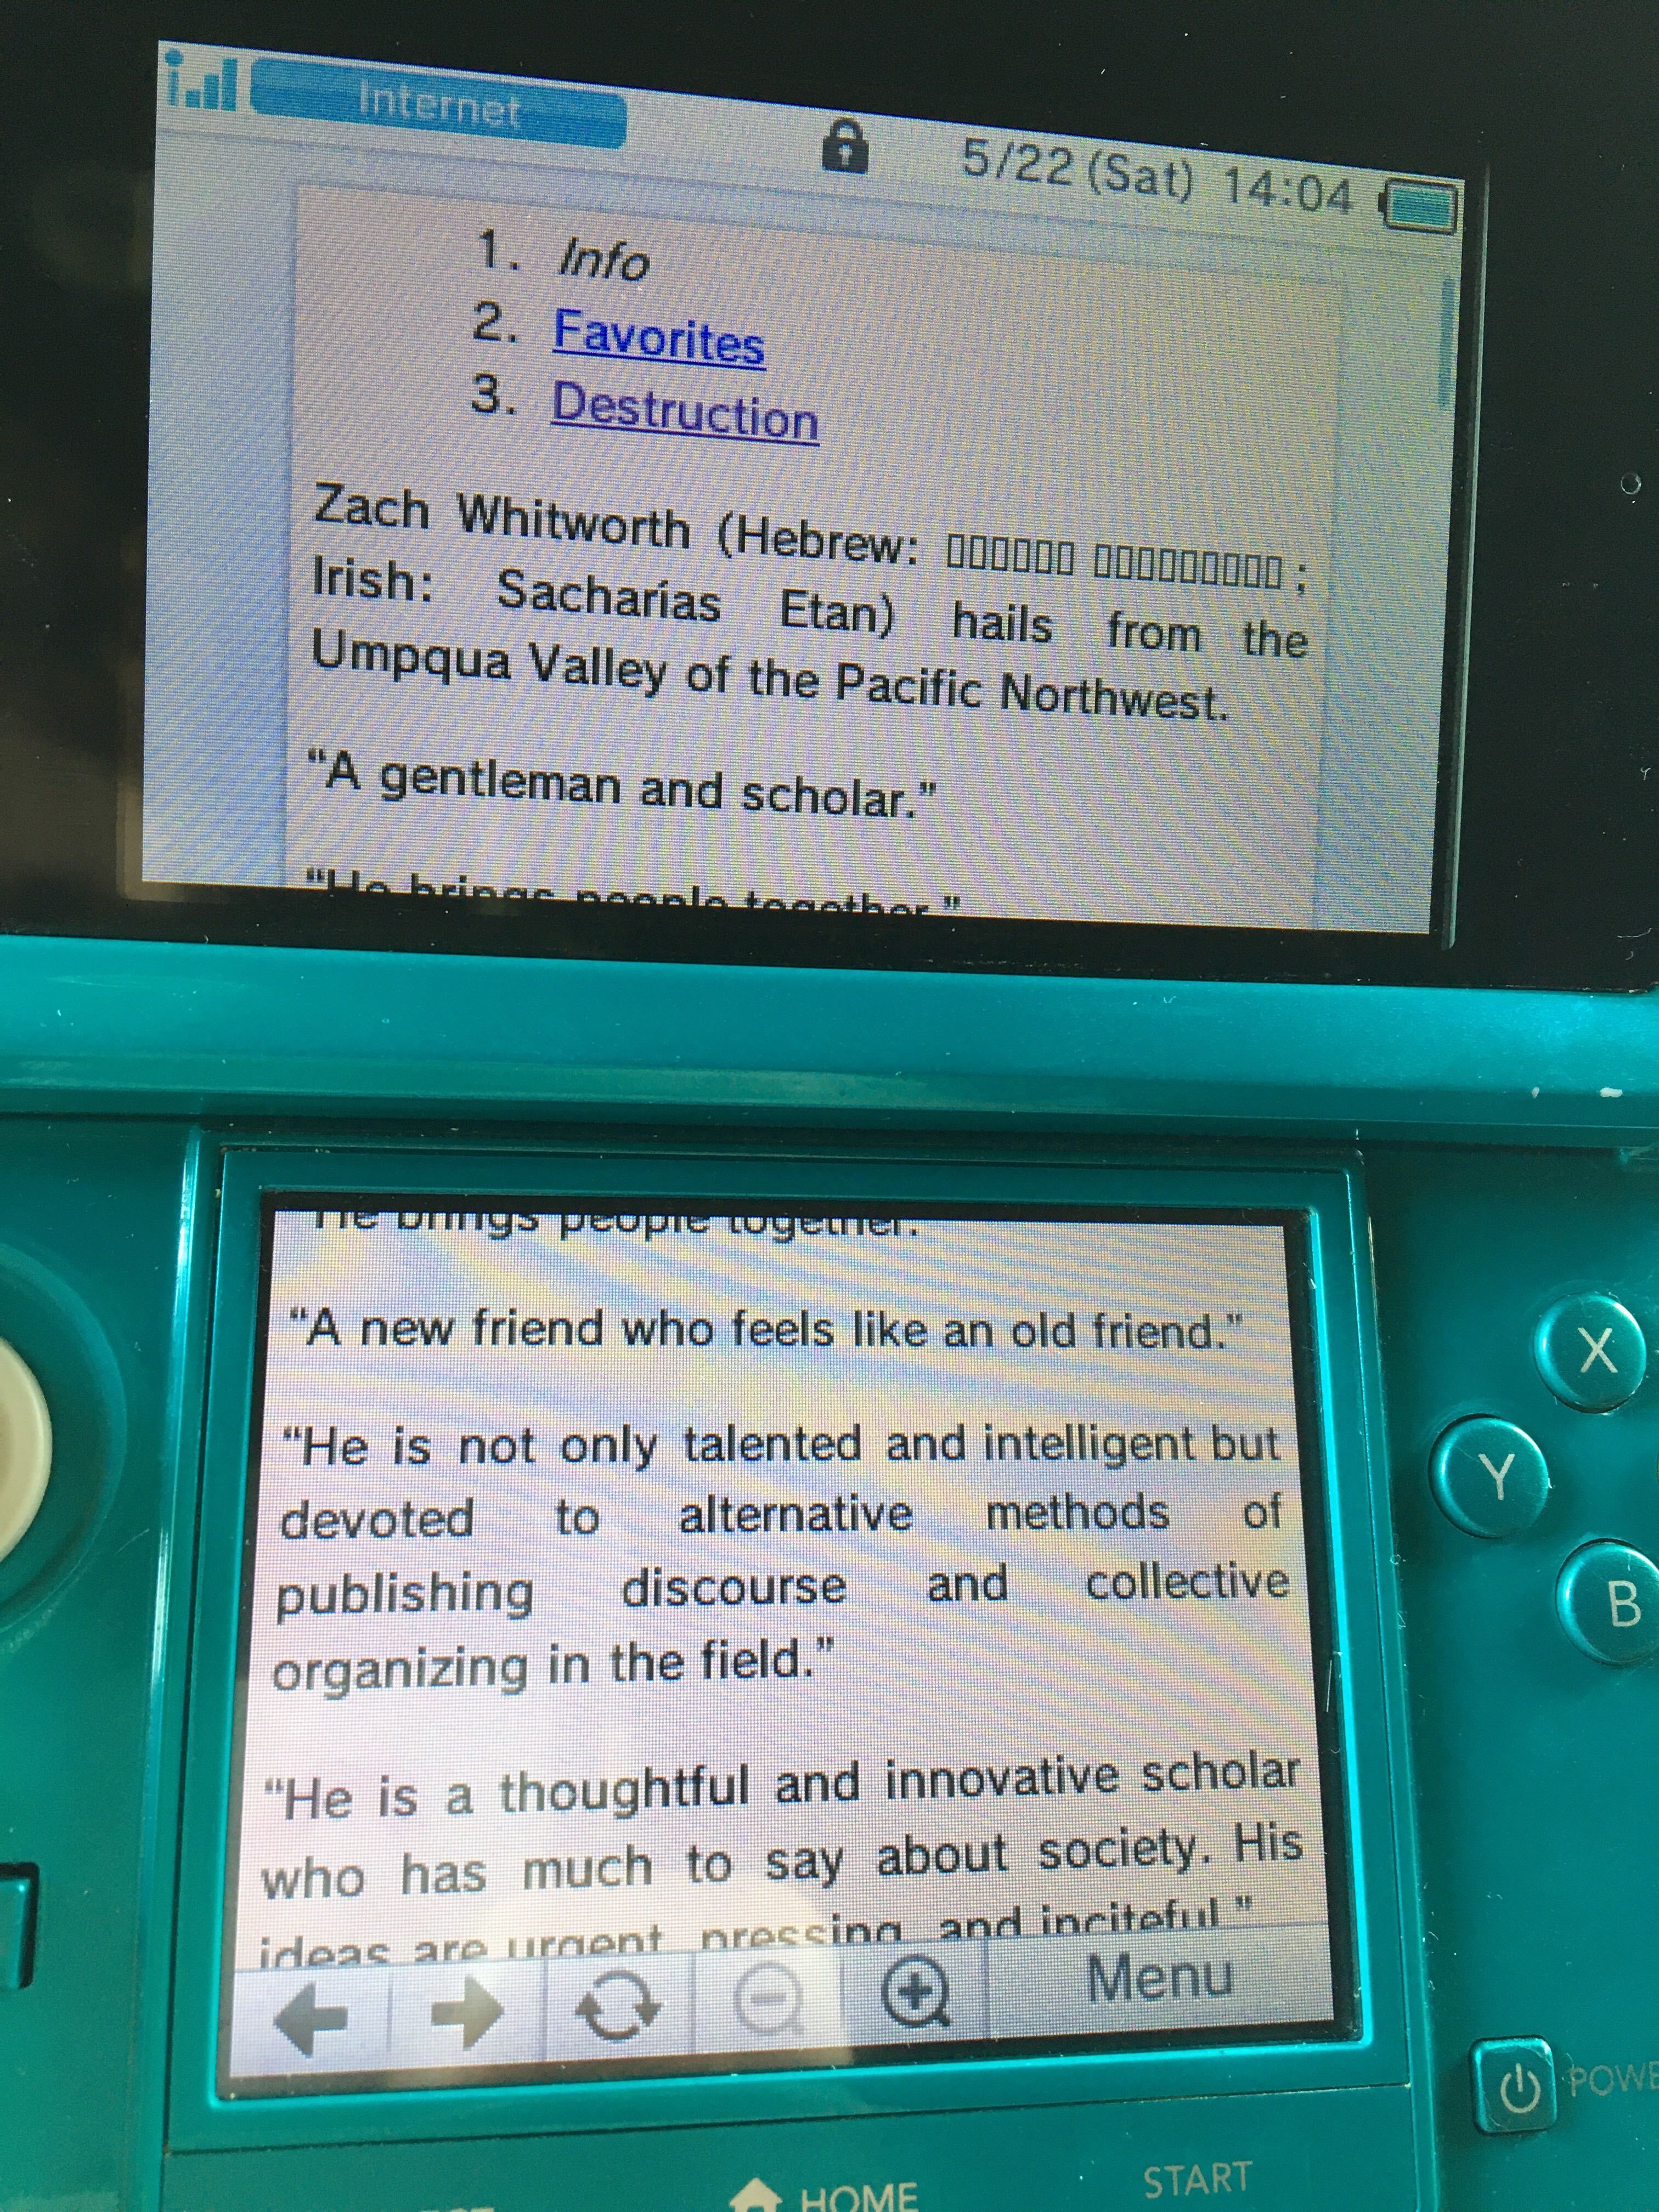 Internet
5/22 (Sat) 14:04
1. Info
2. Favorites
3. Destruction
Zach Whitworth (Hebrew: ▯▯▯▯▯▯ ▯▯▯▯▯▯▯▯▯;
Irish: Sacharías Etan) hails from the
Umpqua Valley of the Pacific Northwest.
"A gentleman and scholar."
"He brings people together."
He brings people together.
"A new friend who feels like an old friend."
"He is not only talented and intelligent but
devoted to alternative methods of
publishing discourse and collective
organizing in the field."
"He is a thoughtful and innovative scholar
who has much to say about society. His
ideas are urgent, pressing, and inciteful."
Menu
X
Y
B
POWE
HOME
START